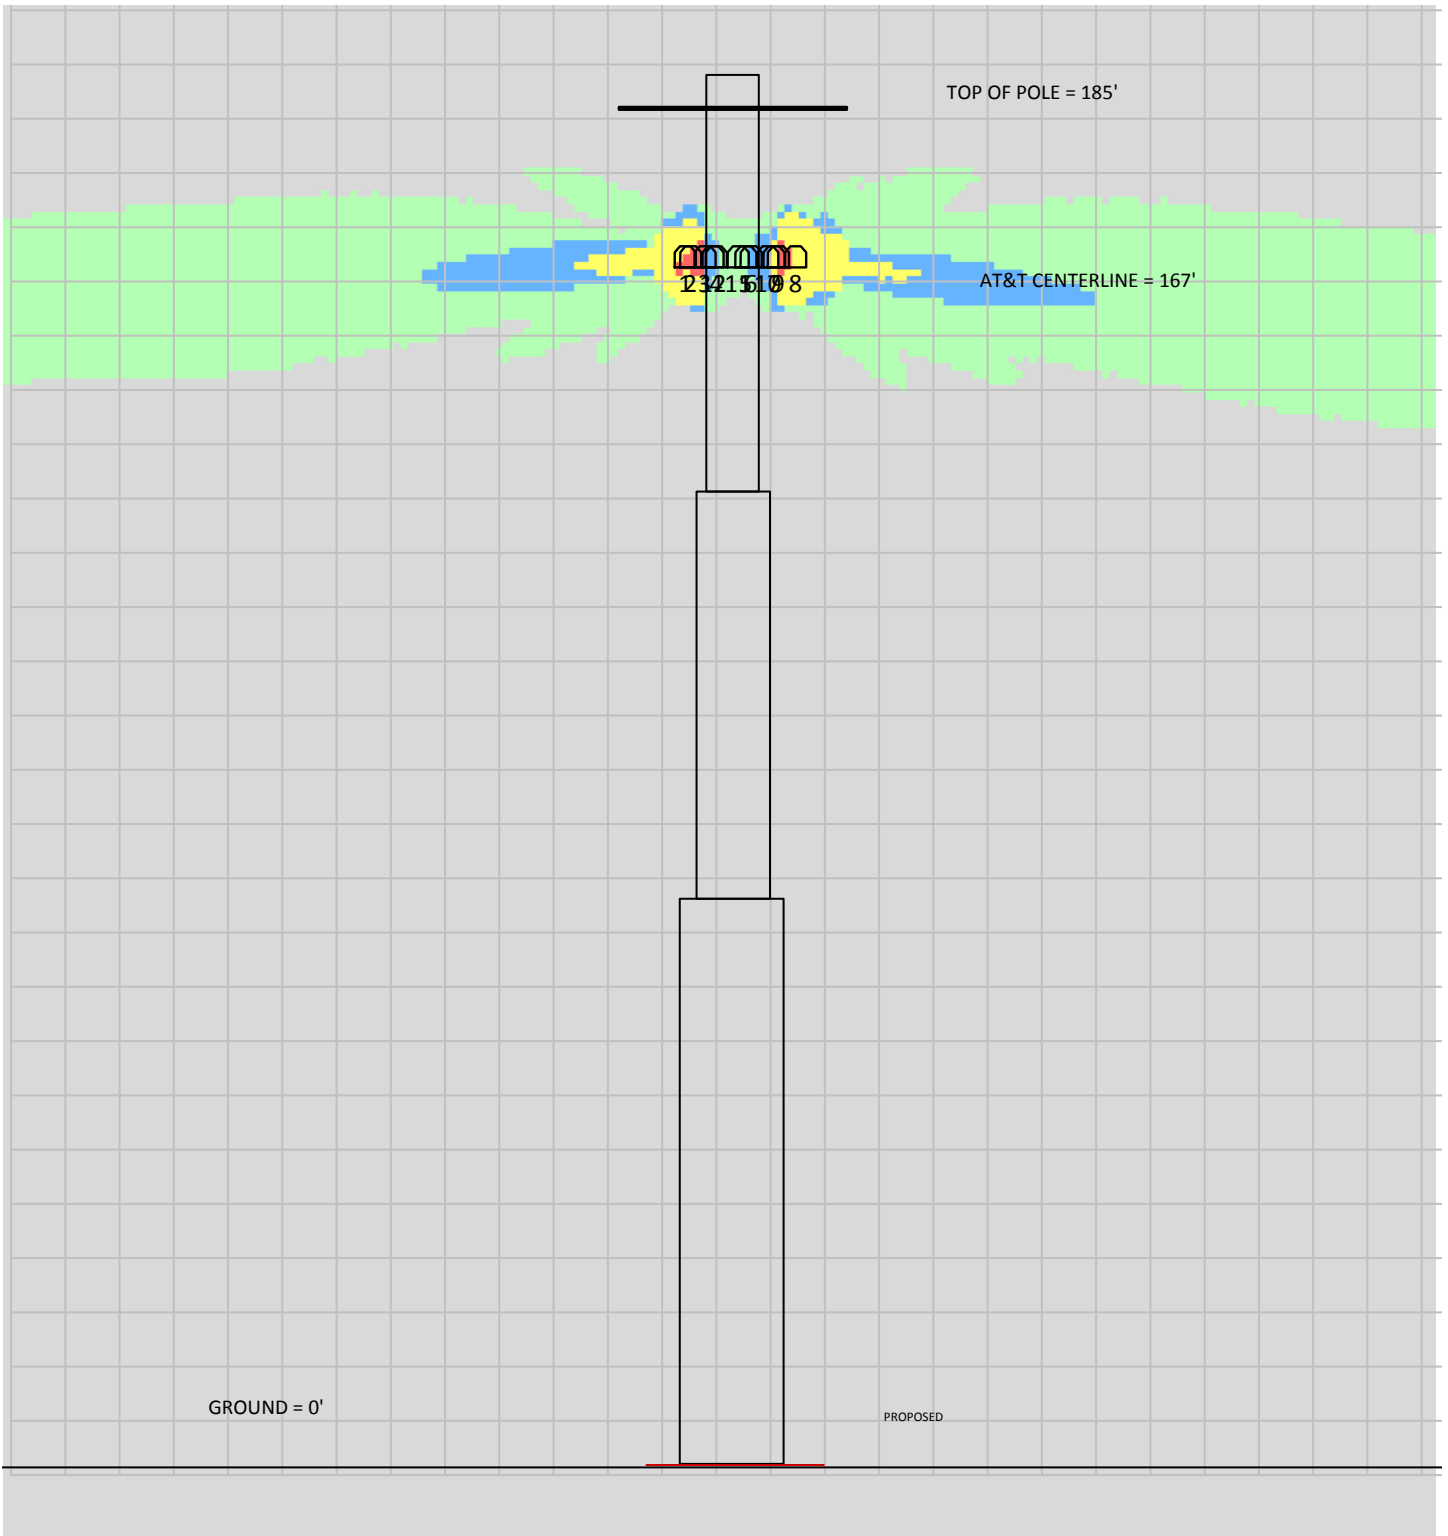 TOP OF POLE = 185'
AT&T CENTERLINE = 167'
GROUND = 0'
PROPOSED